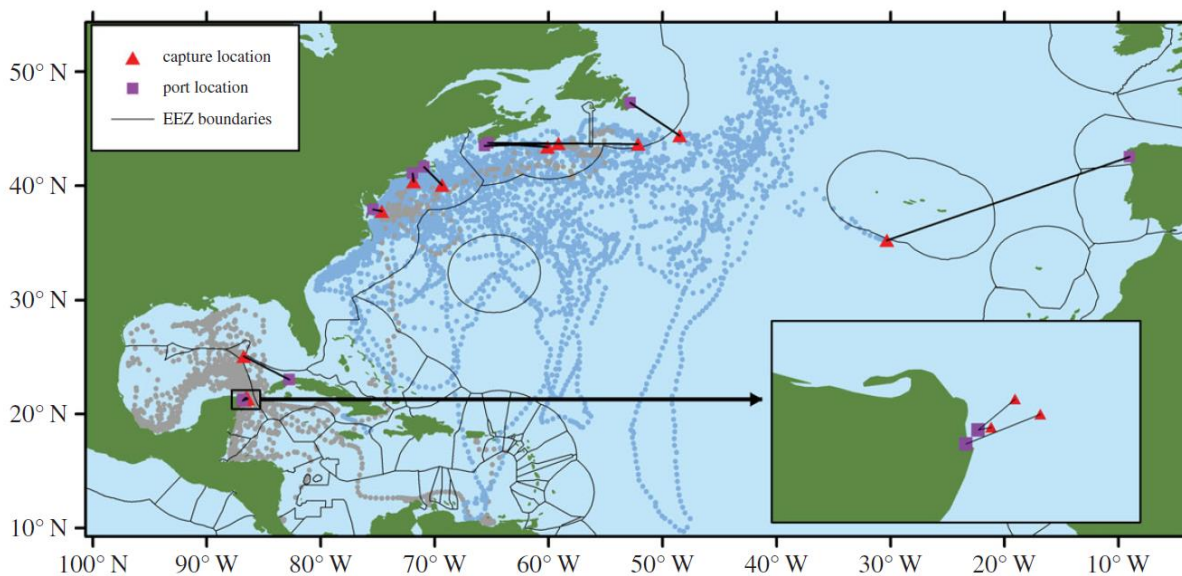 capture location
port location
EEZ boundaries
50° N
40° N
30° N
20° N
10° N
100° N 90° W 80° W 70° W 60° W 50° W 40° W 30° W 20° W 10° W